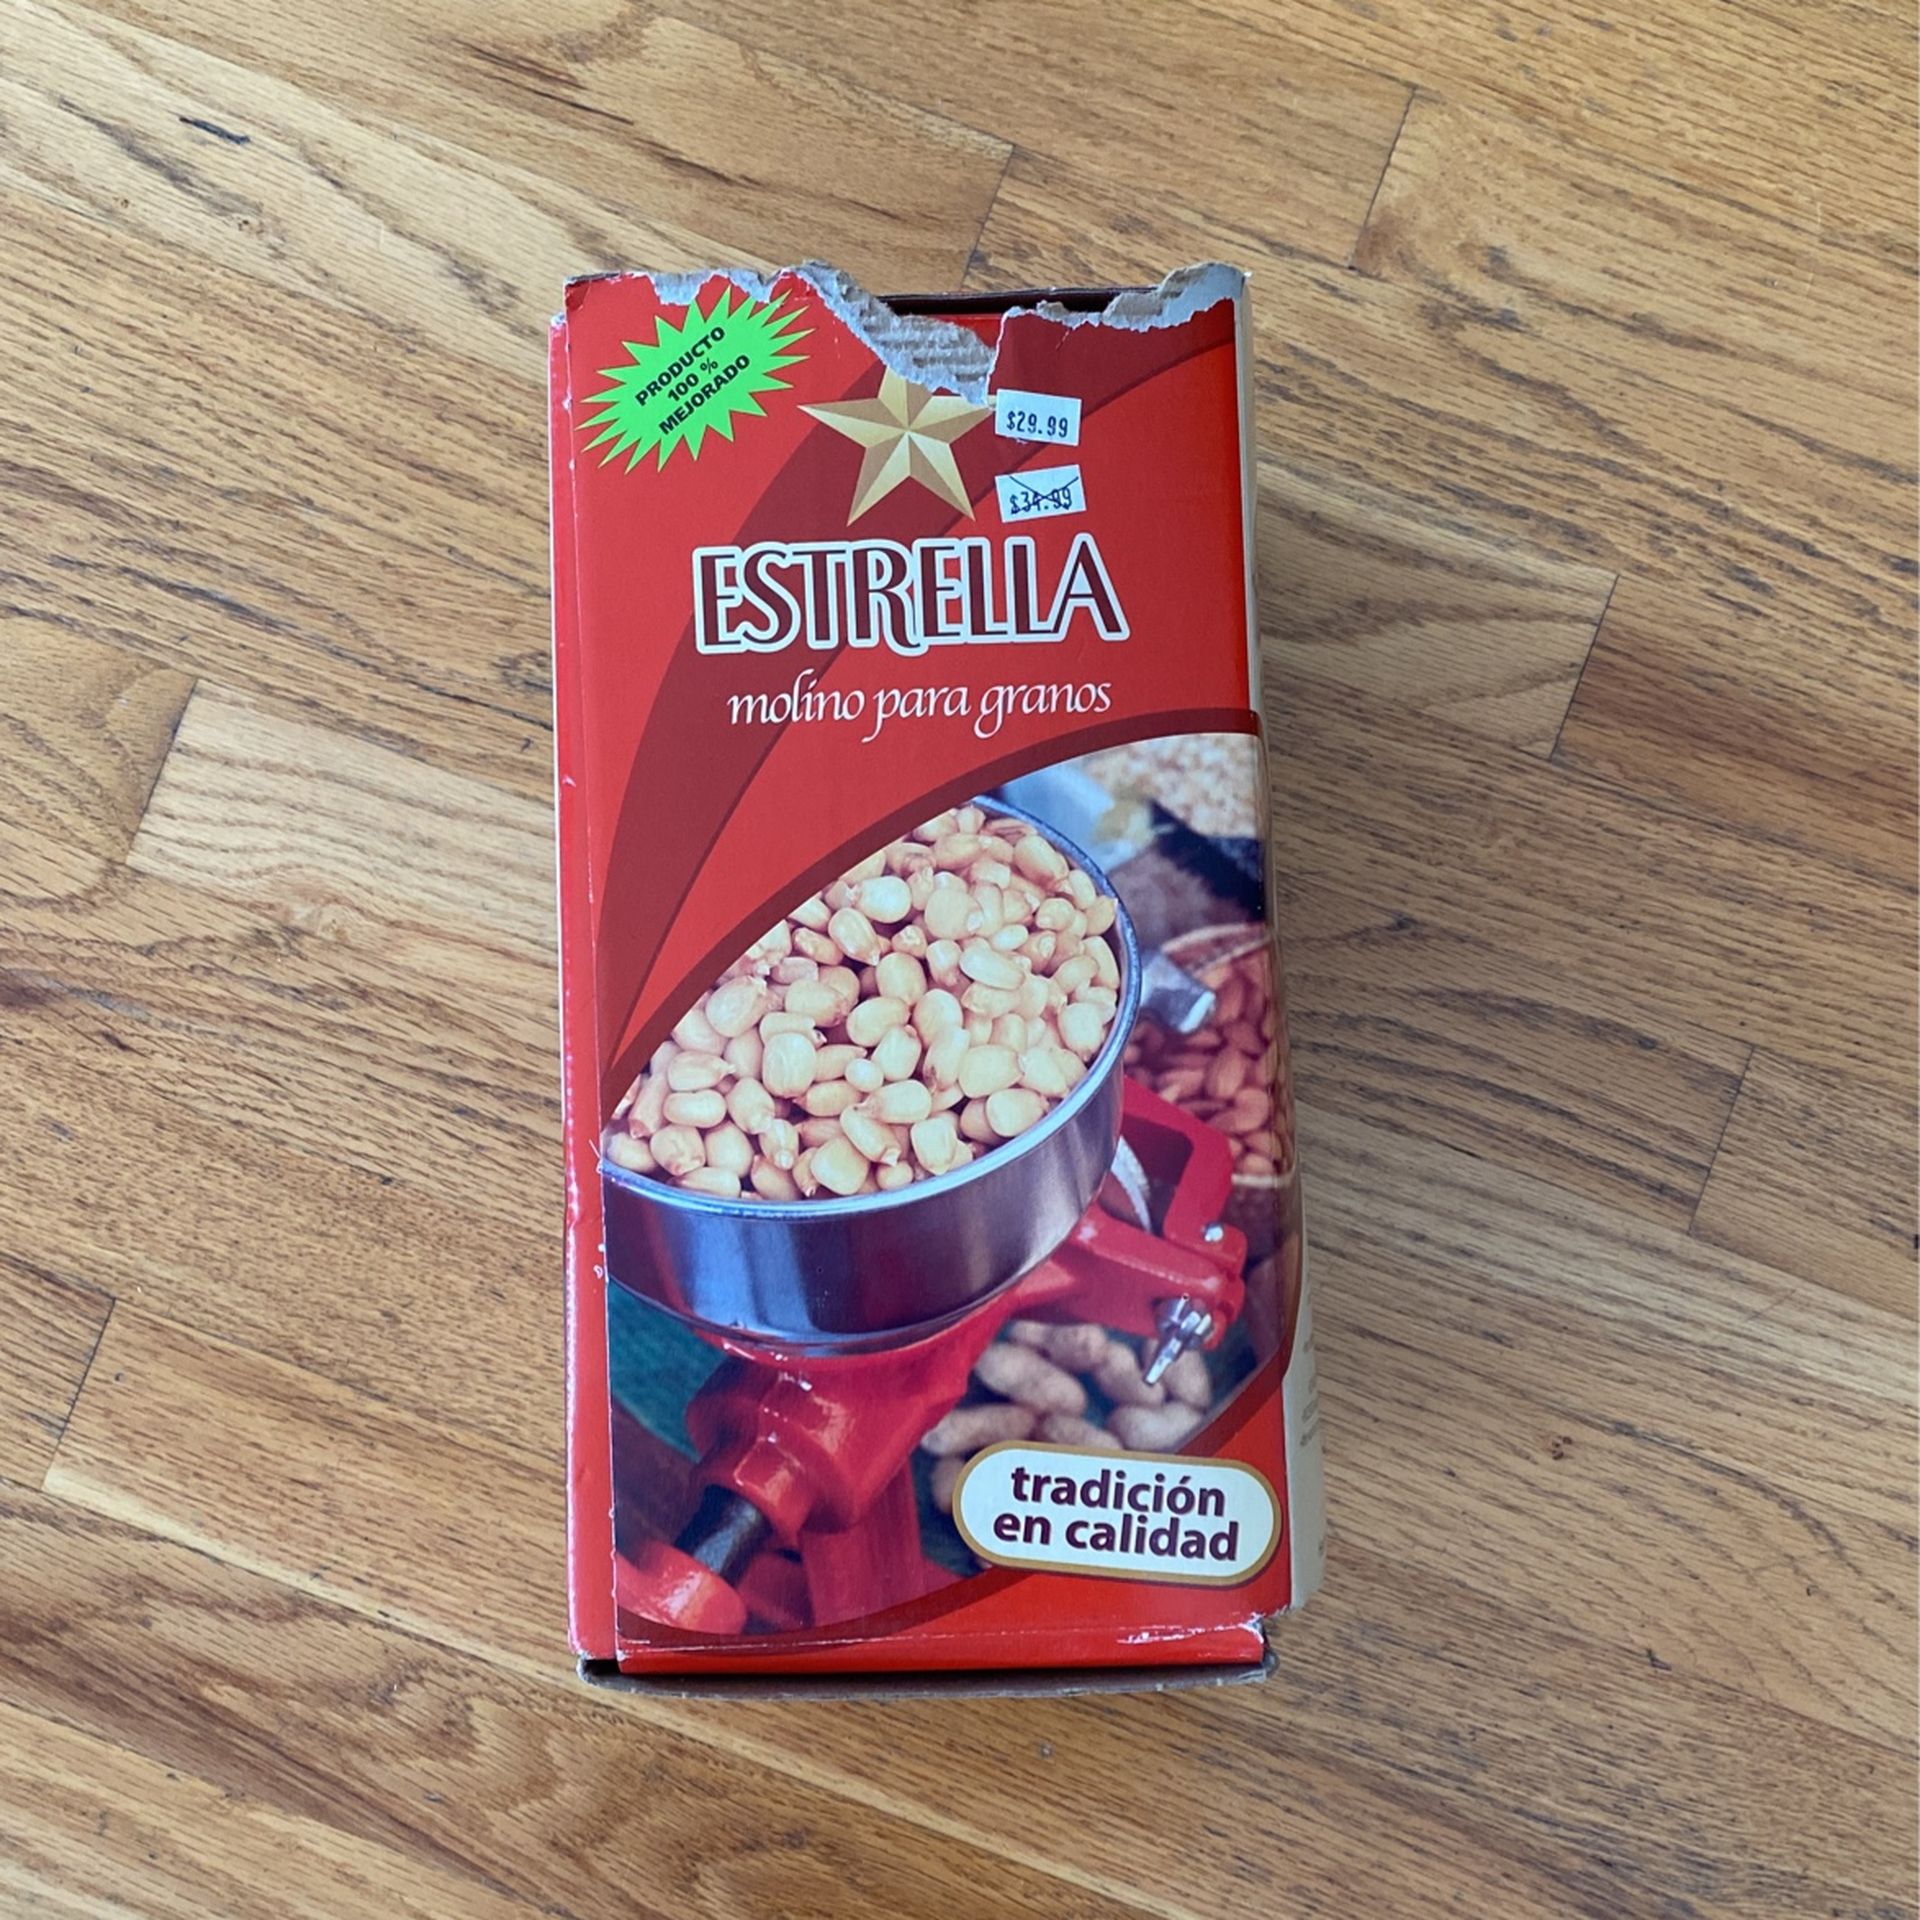 PRODUCTO
100 %
MEJORADO
$29.99
$34.99
ESTRELLA
molino para granos
tradición
en calidad